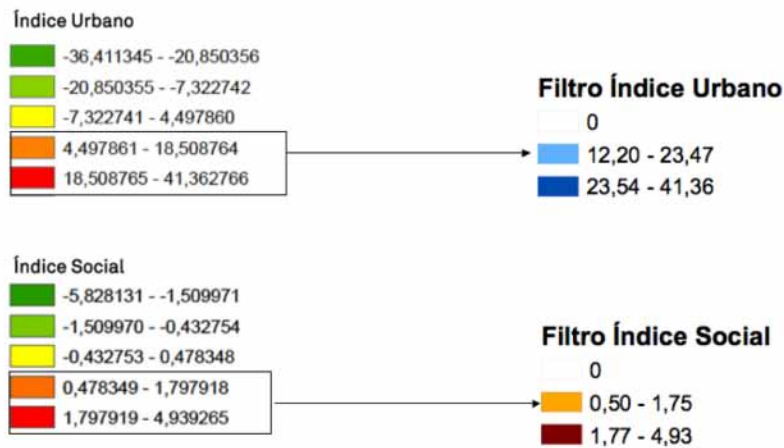 Índice Urbano
-36,411345 - -20,850356
-20,850355 - -7,322742
-7,322741 - 4,497860
4,497861 - 18,508764
18,508765 - 41,362766
Filtro Índice Urbano
0
12,20 - 23,47
23,54 - 41,36
Índice Social
-5,828131 - -1,509971
-1,509970 - -0,432754
-0,432753 - 0,478348
0,478349 - 1,797918
1,797919 - 4,939265
Filtro Índice Social
0
0,50 - 1,75
1,77 - 4,93